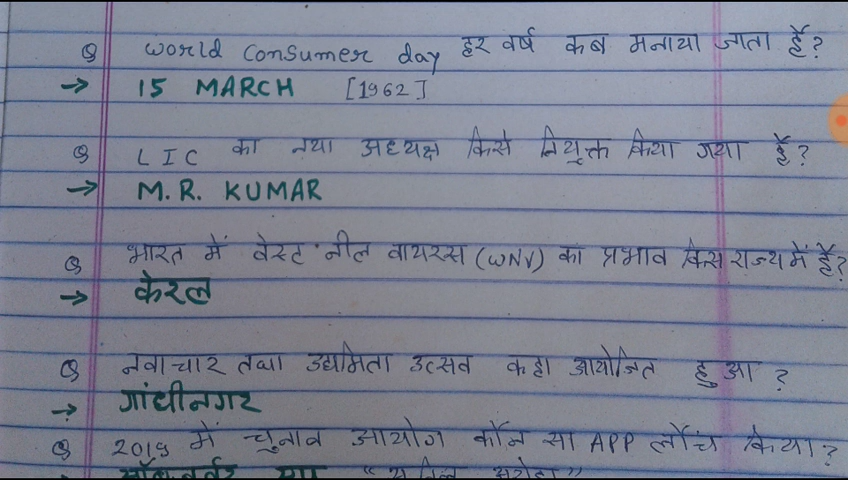 Q World Consumer day हर वर्ष कब मनाया जाता है?
→ 15 MARCH [1962]
Q LIC का नया अध्यक्ष किसे नियुक्त किया गया है?
→ M.R. KUMAR
Q भारत में वेस्ट नील वायरस (WNV) का प्रभाव किस राज्य में है?
→ केरल
Q नवाचार तथा उद्यमिता उत्सव कहा आयोजित हुआ ?
→ गांधीनगर
Q 2019 में चुनाव आयोग कौन सा APP लौंच किया?